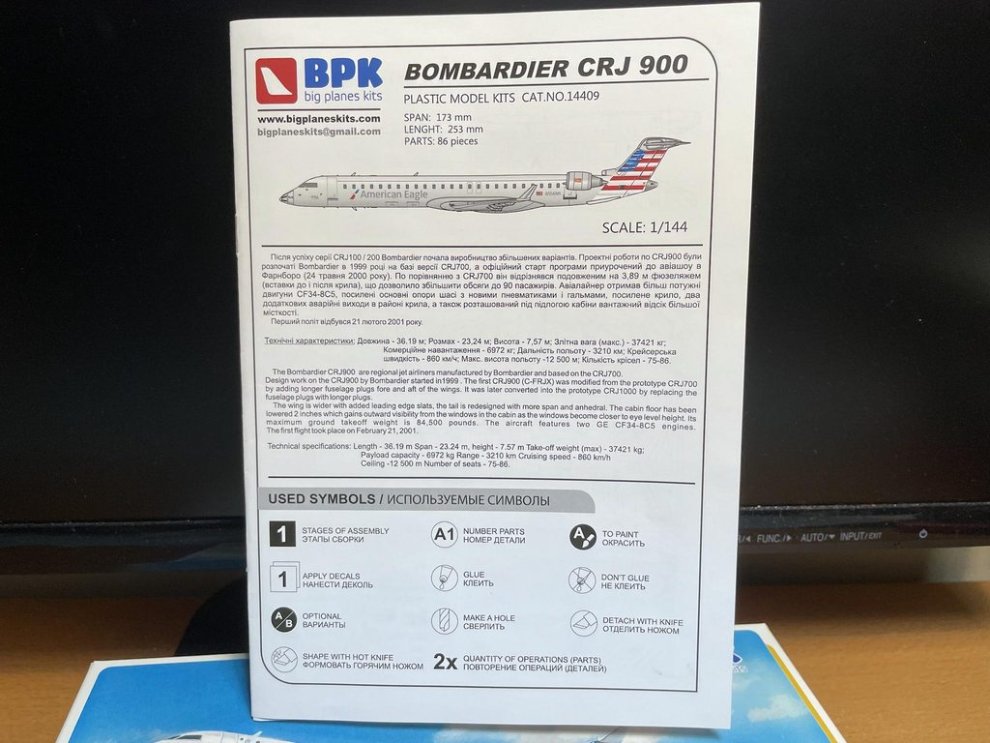 BPK
big planes kits
www.bigplaneskits.com
bigplaneskits@gmail.com
BOMBARDIER CRJ 900
PLASTIC MODEL KITS CAT.NO.14409
SPAN: 173 mm
LENGHT: 253 mm
PARTS: 86 pieces
American Eagle
SCALE: 1/144
Після успіху серії CRJ100 / 200 Bombardier почала виробництво збільшених варіантів. Проектні роботи по CRJ900 були
розпочаті Bombardier в 1999 році на базі версії CRJ700, а офіційний старт програми приурочений до авіашоу в
Фарнборо (24 травня 2000 року). По порівнянню з CRJ700 він відрізнявся подовженим на 3,89 м фюзеляжем
(вставки до і після крила), що дозволило збільшити обсяги до 90 пасажирів. Авіалайнер отримав більш потужні
двигуни CF34-8C5, посилені основні опори шасі з новими пневматиками і гальмами, посилене крило, два
додаткових аварійні виходи в районі крила, а також розташований під підлогою кабіни вантажний відсік більшої
місткості.
Перший політ відбувся 21 лютого 2001 року.
Технічні характеристики: Довжина - 36.19 м; Розмах - 23,24 м; Висота - 7,57 м; Злітна вага (макс.) - 37421 кг;
Комерційне навантаження - 6972 кг; Дальність польоту - 3210 км; Крейсерська
швидкість - 860 км/ч; Макс. висота польоту -12 500 м; Кількість крісел - 75-86.
The Bombardier CRJ900 are regional jet airliners manufactured by Bombardier and based on the CRJ700.
Design work on the CRJ900 by Bombardier started in1999 . The first CRJ900 (C-FRJX) was modified from the prototype CRJ700
by adding longer fuselage plugs fore and aft of the wings. It was later converted into the prototype CRJ1000 by replacing the
fuselage plugs with longer plugs.
The wing is wider with added leading edge slats, the tail is redesigned with more span and anhedral. The cabin floor has been
lowered 2 inches which gains outward visibility from the windows in the cabin as the windows become closer to eye level height. Its
maximum ground takeoff weight is 84,500 pounds. The aircraft features two GE CF34-8C5 engines.
The first flight took place on February 21, 2001.
Technical specifications: Length - 36.19 m Span - 23.24 m, height - 7.57 m Take-off weight (max) - 37421 kg;
Payload capacity - 6972 kg Range - 3210 km Cruising speed - 860 km/h
Ceiling -12 500 m Number of seats - 75-86.
USED SYMBOLS / ИСПОЛЬЗУЕМЫЕ СИМВОЛЫ
1 STAGES OF ASSEMBLY
ЭТАПЫ СБОРКИ
A1 NUMBER PARTS
НОМЕР ДЕТАЛИ
A TO PAINT
ОКРАСИТЬ
1 APPLY DECALS
НАНЕСТИ ДЕКОЛЬ
GLUE
КЛЕИТЬ
DON'T GLUE
НЕ КЛЕИТЬ
A/B OPTIONAL
ВАРИАНТЫ
MAKE A HOLE
СВЕРЛИТЬ
DETACH WITH KNIFE
ОТДЕЛИТЬ НОЖОМ
SHAPE WITH HOT KNIFE
ФОРМОВАТЬ ГОРЯЧИМ НОЖОМ
2x QUANTITY OF OPERATIONS (PARTS)
ПОВТОРЕНИЕ ОПЕРАЦИЙ (ДЕТАЛЕЙ)
FUNC./ AUTO/ INPUT/EXIT